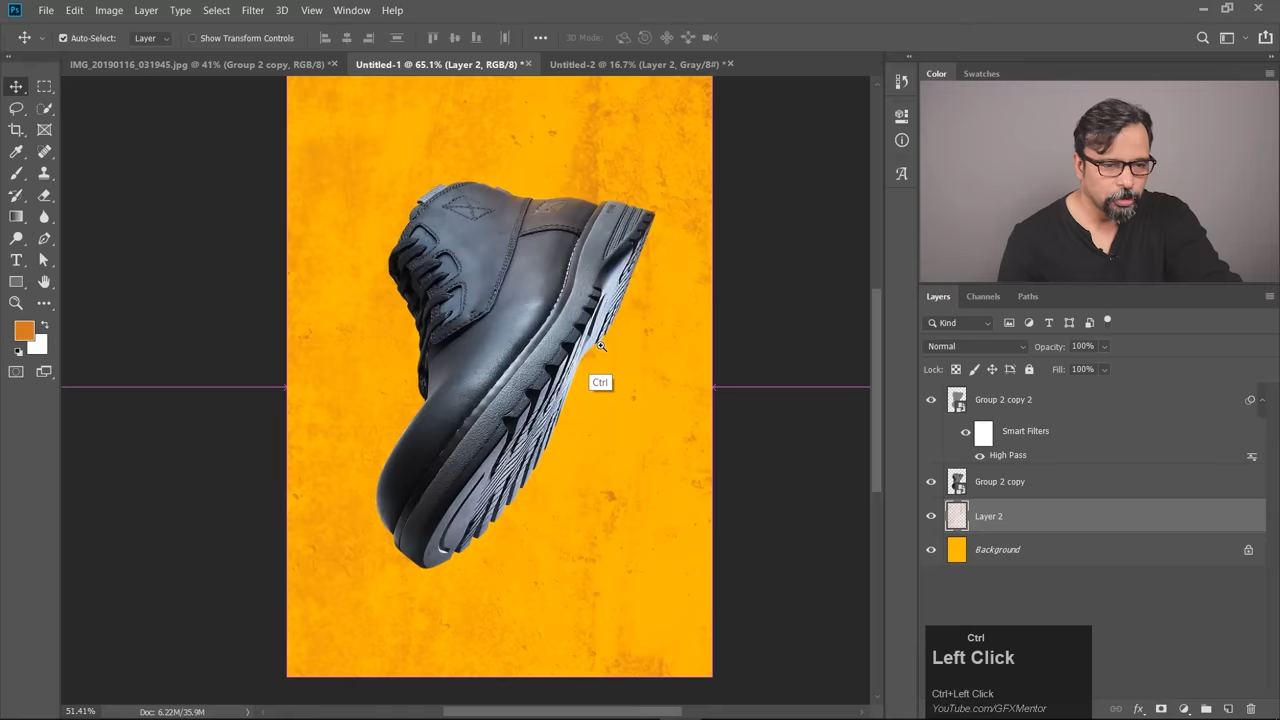 Ps File Edit Image Layer Type Select Filter 3D View Window Help
Auto-Select: Layer Show Transform Controls 3D Mode:
IMG_20190116_031945.jpg @ 41% (Group 2 copy, RGB/8) * × Untitled-1 @ 65.1% (Layer 2, RGB/8) * × Untitled-2 @ 16.7% (Layer 2, Gray/8#) * ×
Color Swatches
Layers Channels Paths
Kind
Normal Opacity: 100%
Lock: Fill: 100%
Group 2 copy 2
Smart Filters
High Pass
Group 2 copy
Layer 2
Background
Ctrl
Ctrl
Left Click
Ctrl+Left Click
YouTube.com/GFXMentor
51.41% Doc: 6.22M/35.9M